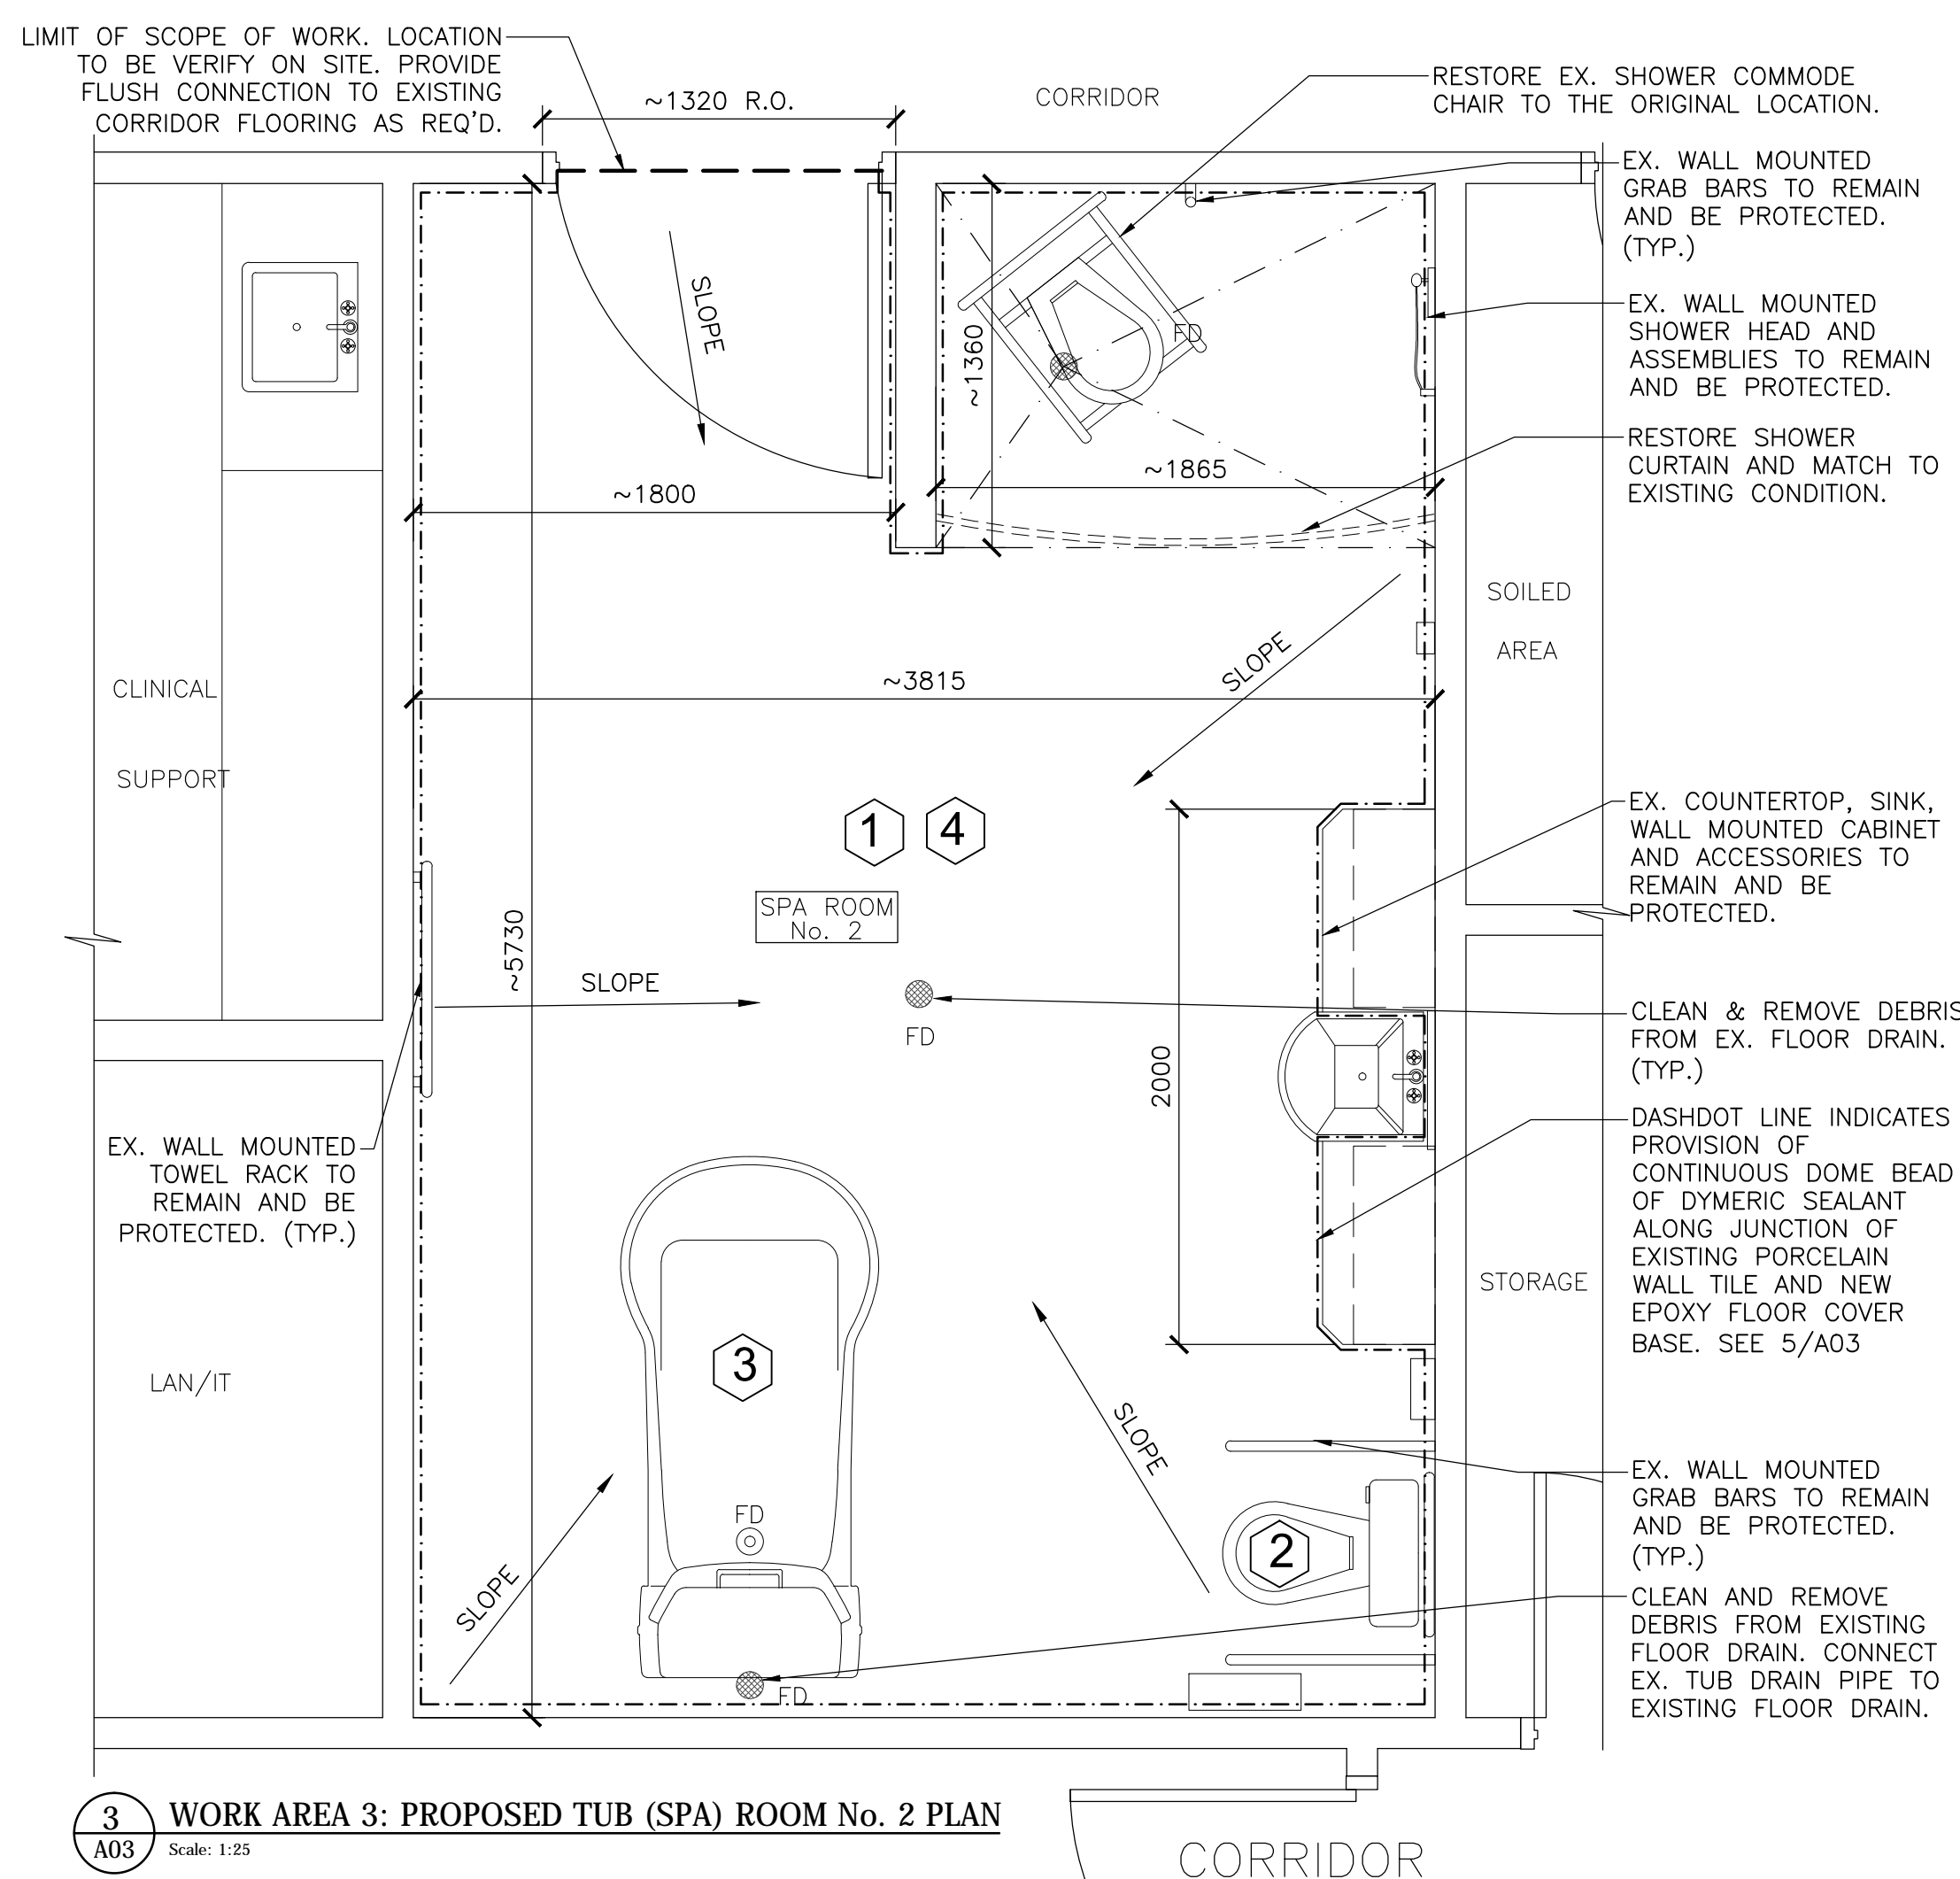 LIMIT OF SCOPE OF WORK. LOCATION
TO BE VERIFY ON SITE. PROVIDE
FLUSH CONNECTION TO EXISTING
CORRIDOR FLOORING AS REQ'D.
~1320 R.O.
CORRIDOR
RESTORE EX. SHOWER COMMODE
CHAIR TO THE ORIGINAL LOCATION.
EX. WALL MOUNTED
GRAB BARS TO REMAIN
AND BE PROTECTED.
(TYP.)
EX. WALL MOUNTED
SHOWER HEAD AND
ASSEMBLIES TO REMAIN
AND BE PROTECTED.
RESTORE SHOWER
CURTAIN AND MATCH TO
EXISTING CONDITION.
SLOPE
FD
~1360
~1865
~1800
SOILED
AREA
SLOPE
~3815
CLINICAL
SUPPORT
1
4
SPA ROOM
No. 2
~5730
SLOPE
FD
2000
EX. COUNTERTOP, SINK,
WALL MOUNTED CABINET
AND ACCESSORIES TO
REMAIN AND BE
PROTECTED.
CLEAN & REMOVE DEBRIS
FROM EX. FLOOR DRAIN.
(TYP.)
EX. WALL MOUNTED
TOWEL RACK TO
REMAIN AND BE
PROTECTED. (TYP.)
DASHDOT LINE INDICATES
PROVISION OF
CONTINUOUS DOME BEAD
OF DYMERIC SEALANT
ALONG JUNCTION OF
EXISTING PORCELAIN
WALL TILE AND NEW
EPOXY FLOOR COVER
BASE. SEE 5/A03
STORAGE
LAN/IT
3
SLOPE
EX. WALL MOUNTED
GRAB BARS TO REMAIN
AND BE PROTECTED.
(TYP.)
FD
2
SLOPE
CLEAN AND REMOVE
DEBRIS FROM EXISTING
FLOOR DRAIN. CONNECT
EX. TUB DRAIN PIPE TO
EXISTING FLOOR DRAIN.
FD
3
A03
WORK AREA 3: PROPOSED TUB (SPA) ROOM No. 2 PLAN
Scale: 1:25
CORRIDOR